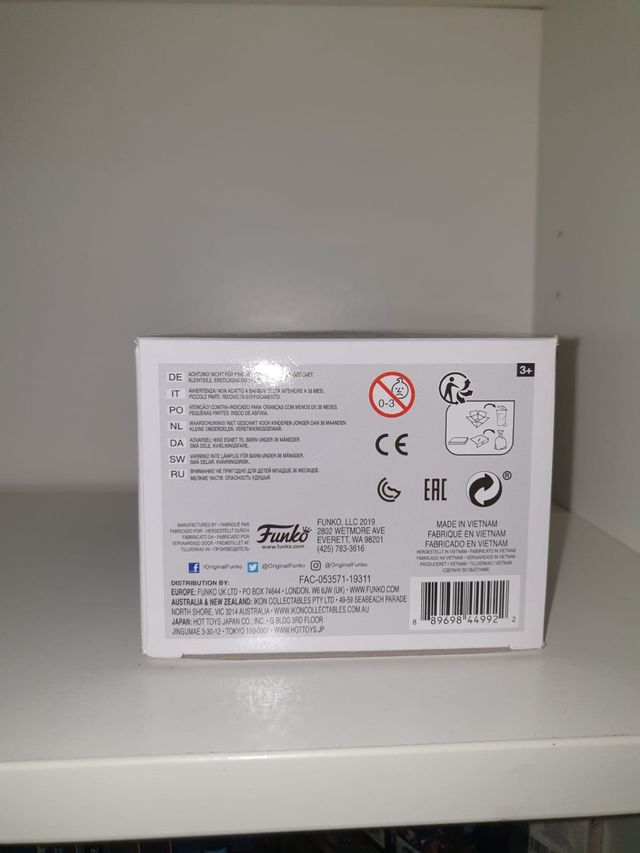 3+
DE ACHTUNG! NICHT FÜR
KLEINTEILE. ERSTICKUNGS
IT AVVERTENZA! NON ADATTO A BAMBINI DI ETÀ INFERIORE A 36 MESI.
PICCOLE PARTI. RISCHIO DI SOFFOCAMENTO.
PO ATENÇÃO! CONTRA-INDICADO PARA CRIANÇAS COM MENOS DE 36 MESES.
PEQUENAS PARTES. RISCO DE ASFIXIA.
NL WAARSCHUWING! NIET GESCHIKT VOOR KINDEREN JONGER DAN 36 MAANDEN.
KLEINE ONDERDELEN. VERSTIKKINGSGEVAAR.
DA ADVARSEL! IKKE EGNET TIL BØRN UNDER 36 MÅNEDER.
SMÅ DELE. KVÆLNINGSFARE.
SW VARNING! INTE LÄMPLIG FÖR BARN UNDER 36 MÅNADER.
SMÅ DELAR. KVÄVNINGSRISK.
RU ВНИМАНИЕ! НЕ ПРИГОДНО ДЛЯ ДЕТЕЙ МЛАДШЕ 36 МЕСЯЦЕВ.
МЕЛКИЕ ЧАСТИ. ОПАСНОСТЬ УДУШЬЯ
0-3
CE
EAC
®
MANUFACTURED BY • FABRIQUÉ PAR
FABRICADO POR • HERGESTELLT DURCH
FABBRICATO DA • FABRICADO POR
VERVAARDIGD DOOR • FREMSTILLET AF
TILLVERKAD AV • ПРОИЗВОДИТЕЛЬ
Funko
www.funko.com
FUNKO, LLC 2019
2802 WETMORE AVE
EVERETT, WA 98201
(425) 783-3616
MADE IN VIETNAM
FABRIQUÉ EN VIETNAM
FABRICADO EN VIETNAM
HERGESTELLT IN VIETNAM • FABBRICATO IN VIETNAM
FABRICADO NA VIETNAM • VERVAARDIGD IN VIETNAM
PRODUCERET I VIETNAM • TILLVERKAD I VIETNAM
СДЕЛАНО ВО ВЬЕТНАМЕ
/OriginalFunko @OriginalFunko @OriginalFunko
FAC-053571-19311
DISTRIBUTION BY:
EUROPE: FUNKO UK LTD • PO BOX 74644 • LONDON, W6 6JW (UK) • WWW.FUNKO.COM
AUSTRALIA & NEW ZEALAND: IKON COLLECTABLES PTY LTD • 49-59 SEABEACH PARADE
NORTH SHORE, VIC 3214 AUSTRALIA • WWW.IKONCOLLECTABLES.COM.AU
JAPAN: HOT TOYS JAPAN CO., INC. • G BLDG 3RD FLOOR
JINGUMAE 3-30-12 • TOKYO 150-0001 • WWW.HOTTOYS.JP
8 89698 44992 2